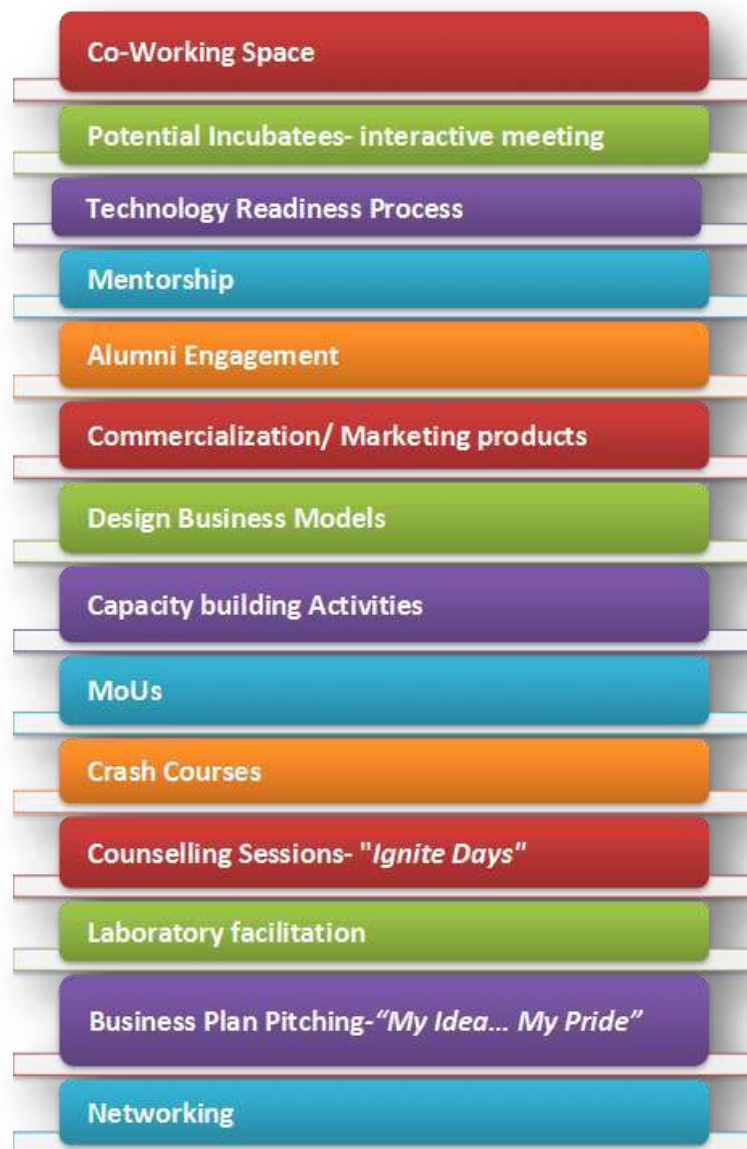 Co-Working Space
Potential Incubatees- interactive meeting
Technology Readiness Process
Mentorship
Alumni Engagement
Commercialization/ Marketing products
Design Business Models
Capacity building Activities
MoUs
Crash Courses
Counselling Sessions- "Ignite Days"
Laboratory facilitation
Business Plan Pitching-“My Idea... My Pride”
Networking